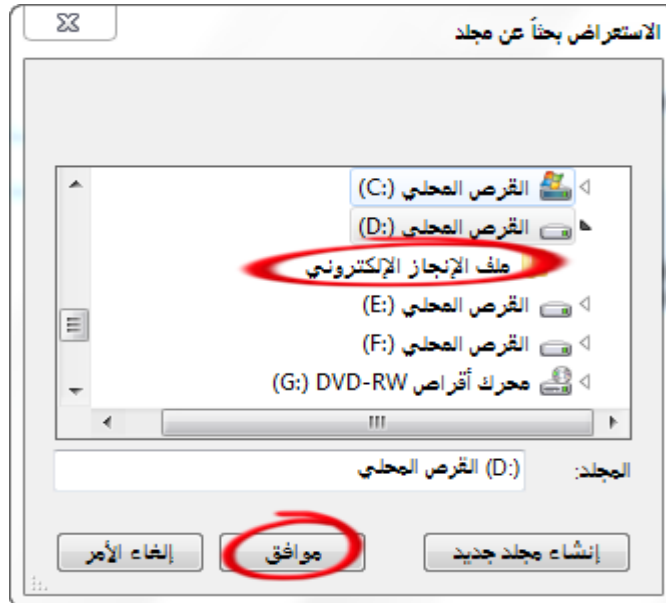 الاستعراض بحثاً عن مجلد
القرص المحلي (C:)
القرص المحلي (D:)
ملف الإنجاز الإلكتروني
القرص المحلي (E:)
القرص المحلي (F:)
محرك أقراص DVD-RW (G:)
المجلد: القرص المحلي (D:)
إنشاء مجلد جديد موافق إلغاء الأمر